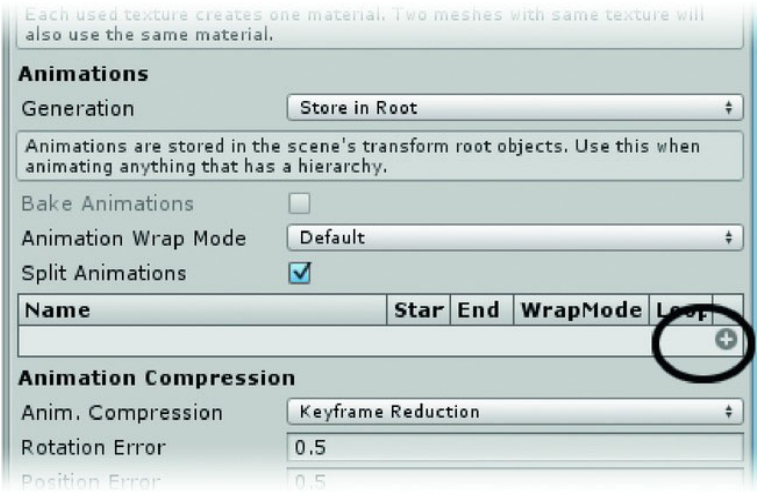 Each used texture creates one material. Two meshes with same texture will
also use the same material.
Animations
Generation Store in Root
Animations are stored in the scene's transform root objects. Use this when
animating anything that has a hierarchy.
Bake Animations
Animation Wrap Mode Default
Split Animations
Name Star End WrapMode Loop
Animation Compression
Anim. Compression Keyframe Reduction
Rotation Error 0.5
Position Error 0.5